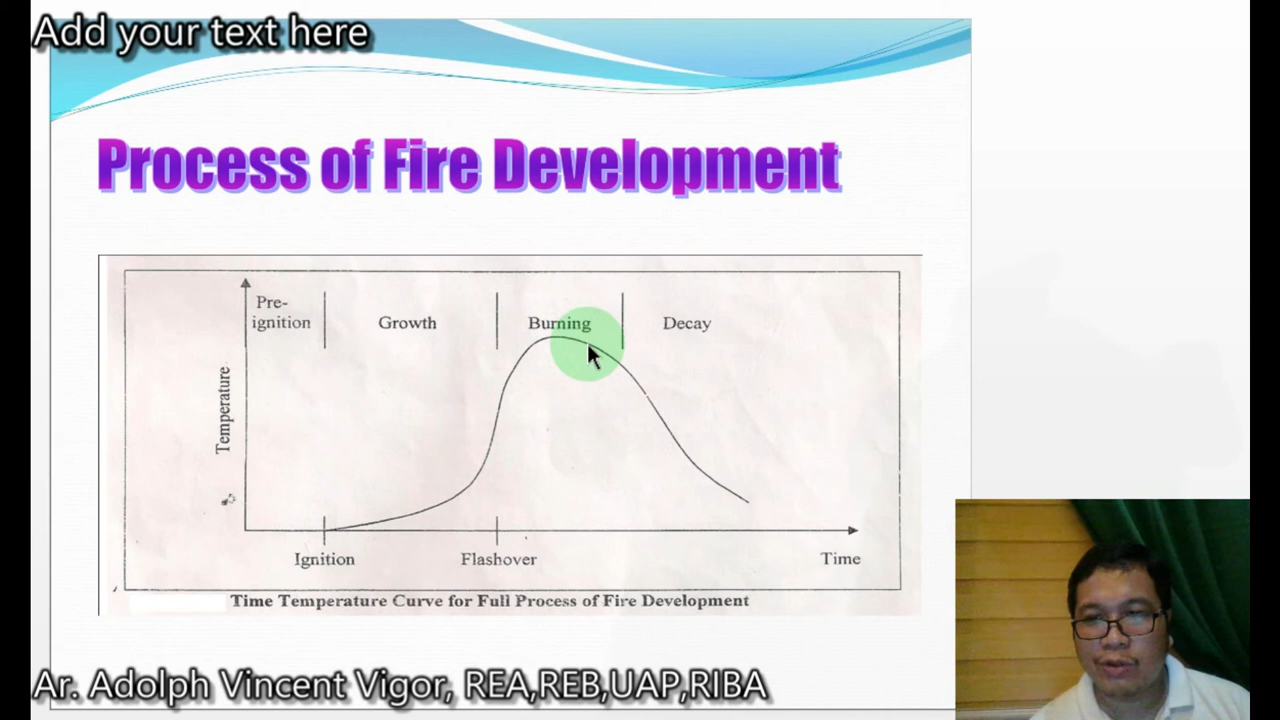 Add your text here
Process of Fire Development
Pre-
ignition
Growth
Burning
Decay
Temperature
Ignition
Flashover
Time
Time Temperature Curve for Full Process of Fire Development
Ar. Adolph Vincent Vigor, REA,REB,UAP,RIBA